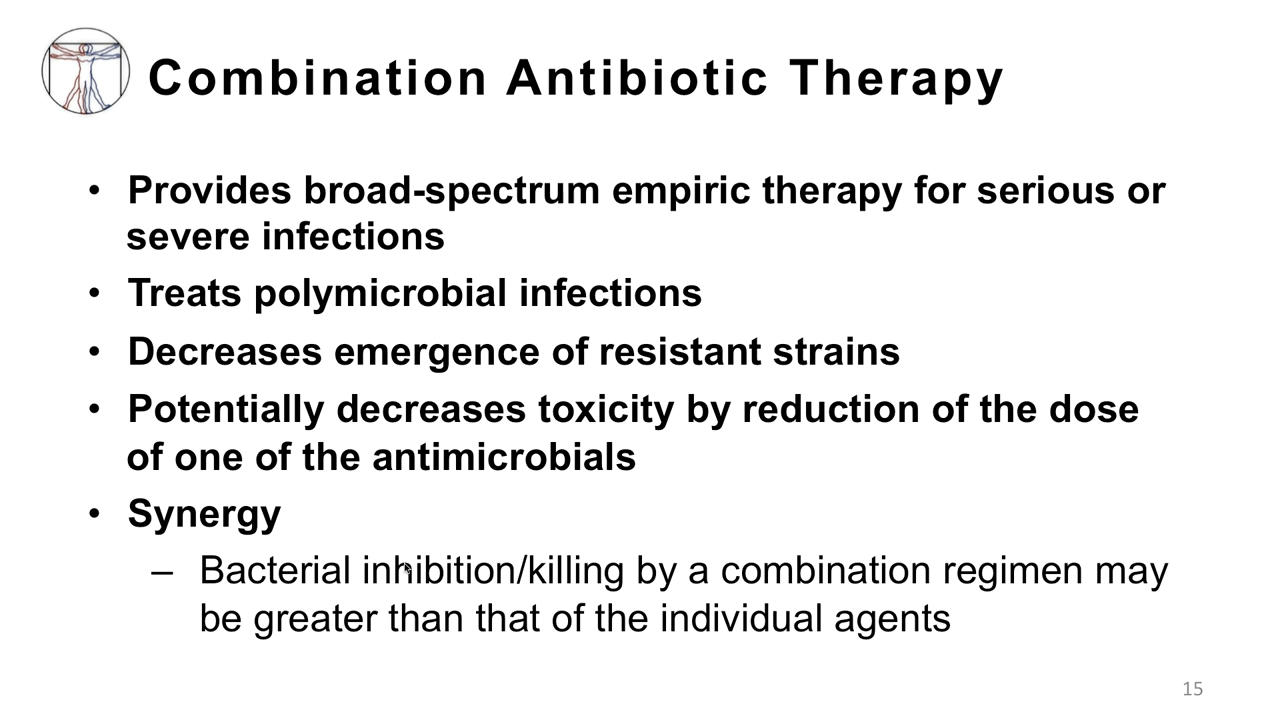 Combination Antibiotic Therapy
• Provides broad-spectrum empiric therapy for serious or
severe infections
• Treats polymicrobial infections
• Decreases emergence of resistant strains
• Potentially decreases toxicity by reduction of the dose
of one of the antimicrobials
• Synergy
– Bacterial inhibition/killing by a combination regimen may
be greater than that of the individual agents
15